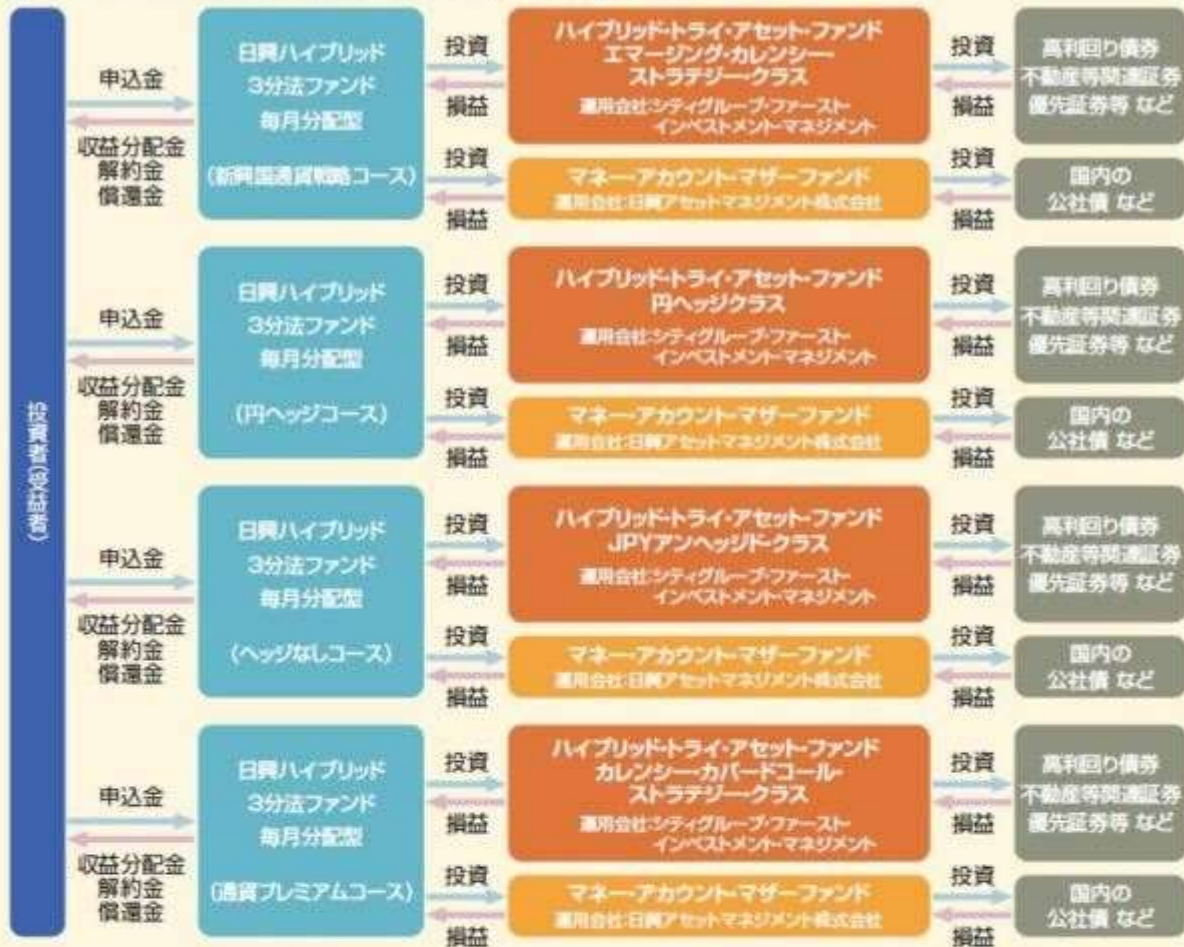 投資者(受益者)
申込金
収益分配金
解約金
償還金
日興ハイブリッド
3分法ファンド
毎月分配型
(新興国通貨戦略コース)
投資
損益
ハイブリッド・トライ・アセット・ファンド
エマージング・カレンシー・
ストラテジー・クラス
運用会社:シティグループ・ファースト・
インベストメント・マネジメント
投資
損益
高利回り債券
不動産等関連証券
優先証券等 など
投資
損益
マネー・アカウント・マザーファンド
運用会社:日興アセットマネジメント株式会社
投資
損益
国内の
公社債 など
申込金
収益分配金
解約金
償還金
日興ハイブリッド
3分法ファンド
毎月分配型
(円ヘッジコース)
投資
損益
ハイブリッド・トライ・アセット・ファンド
円ヘッジクラス
運用会社:シティグループ・ファースト・
インベストメント・マネジメント
投資
損益
高利回り債券
不動産等関連証券
優先証券等 など
投資
損益
マネー・アカウント・マザーファンド
運用会社:日興アセットマネジメント株式会社
投資
損益
国内の
公社債 など
申込金
収益分配金
解約金
償還金
日興ハイブリッド
3分法ファンド
毎月分配型
(ヘッジなしコース)
投資
損益
ハイブリッド・トライ・アセット・ファンド
JPYアンヘッジド・クラス
運用会社:シティグループ・ファースト・
インベストメント・マネジメント
投資
損益
高利回り債券
不動産等関連証券
優先証券等 など
投資
損益
マネー・アカウント・マザーファンド
運用会社:日興アセットマネジメント株式会社
投資
損益
国内の
公社債 など
申込金
収益分配金
解約金
償還金
日興ハイブリッド
3分法ファンド
毎月分配型
(通貨プレミアムコース)
投資
損益
ハイブリッド・トライ・アセット・ファンド
カレンシー・カバードコール・
ストラテジー・クラス
運用会社:シティグループ・ファースト・
インベストメント・マネジメント
投資
損益
高利回り債券
不動産等関連証券
優先証券等 など
投資
損益
マネー・アカウント・マザーファンド
運用会社:日興アセットマネジメント株式会社
投資
損益
国内の
公社債 など